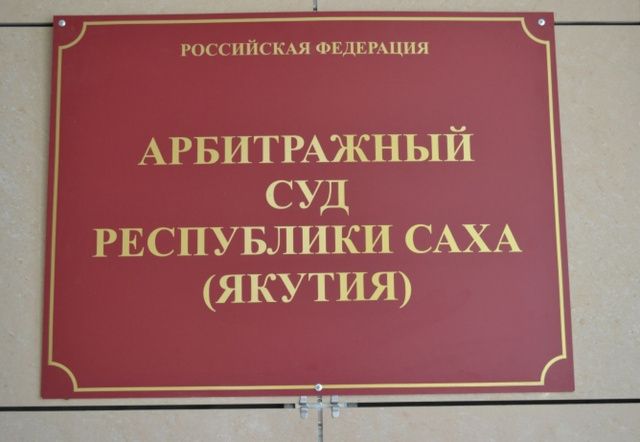 РОССИЙСКАЯ ФЕДЕРАЦИЯ
АРБИТРАЖНЫЙ
СУД
РЕСПУБЛИКИ САХА
(ЯКУТИЯ)